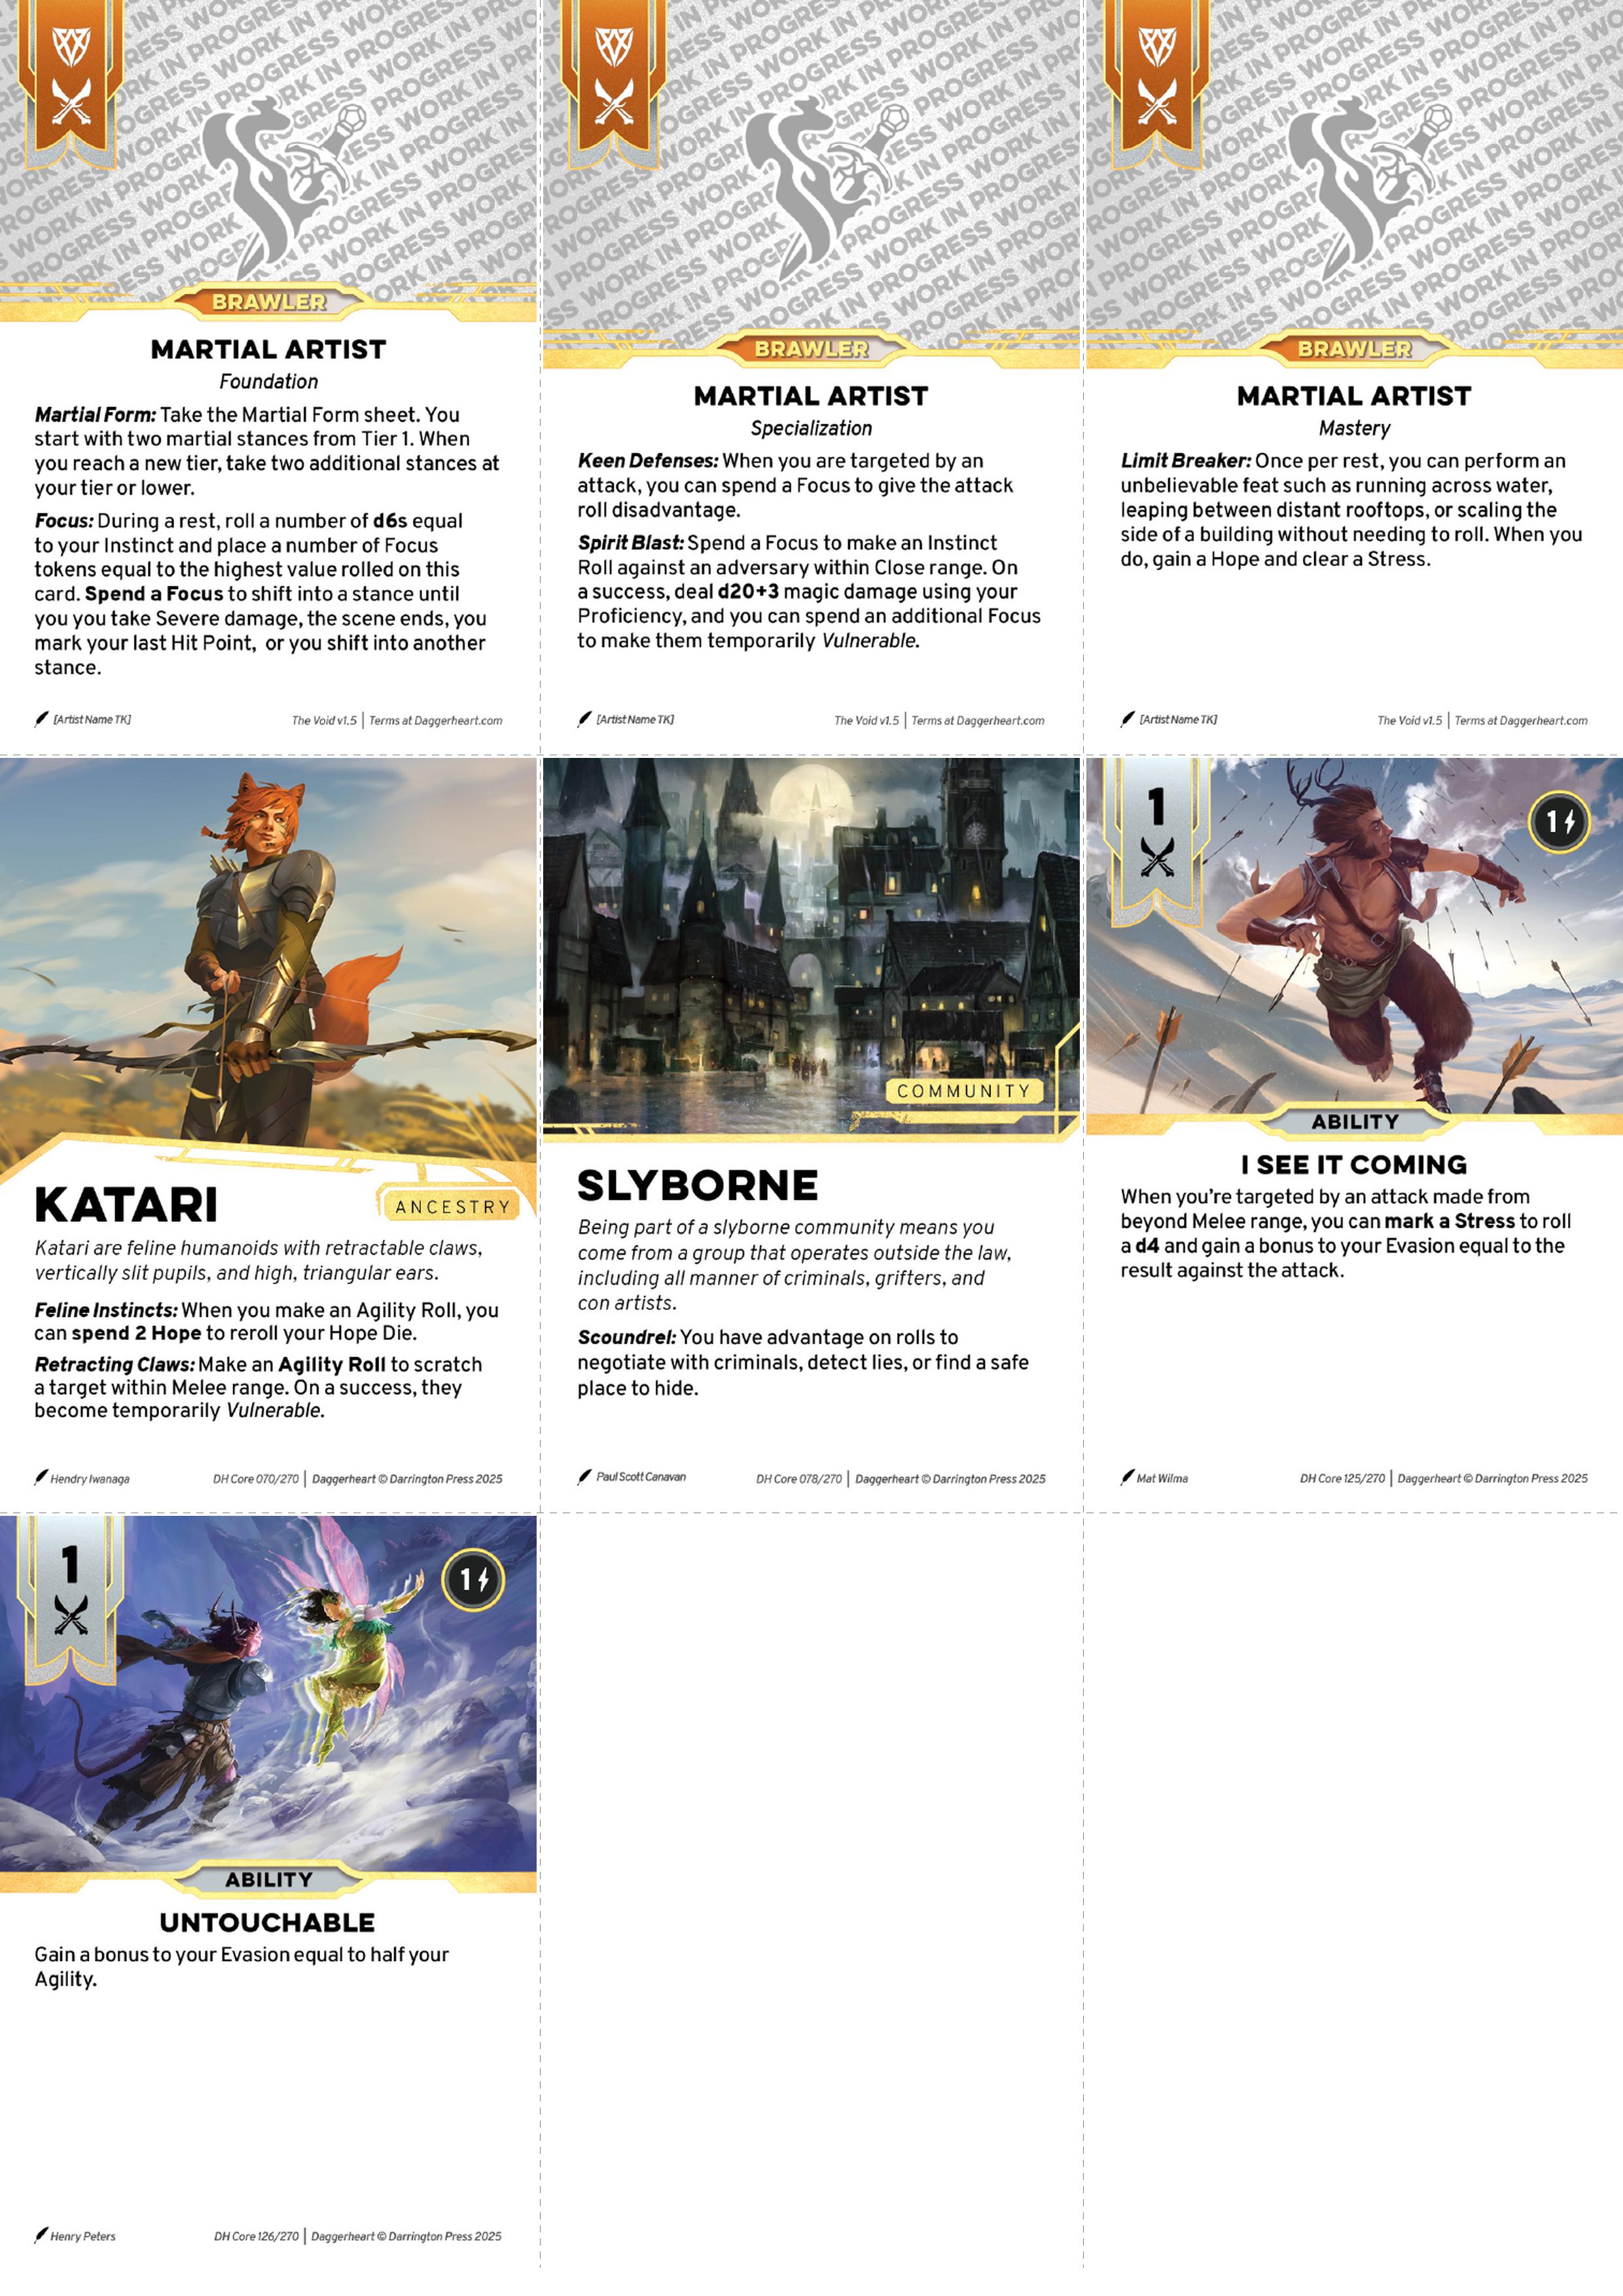 BRAWLER
MARTIAL ARTIST
Foundation
Martial Form: Take the Martial Form sheet. You
start with two martial stances from Tier 1. When
you reach a new tier, take two additional stances at
your tier or lower.
Focus: During a rest, roll a number of d6s equal
to your Instinct and place a number of Focus
tokens equal to the highest value rolled on this
card. Spend a Focus to shift into a stance until
you you take Severe damage, the scene ends, you
mark your last Hit Point, or you shift into another
stance.
[Artist Name TK]
The Void v1.5 | Terms at Daggerheart.com
BRAWLER
MARTIAL ARTIST
Specialization
Keen Defenses: When you are targeted by an
attack, you can spend a Focus to give the attack
roll disadvantage.
Spirit Blast: Spend a Focus to make an Instinct
Roll against an adversary within Close range. On
a success, deal d20+3 magic damage using your
Proficiency, and you can spend an additional Focus
to make them temporarily Vulnerable.
[Artist Name TK]
The Void v1.5 | Terms at Daggerheart.com
BRAWLER
MARTIAL ARTIST
Mastery
Limit Breaker: Once per rest, you can perform an
unbelievable feat such as running across water,
leaping between distant rooftops, or scaling the
side of a building without needing to roll. When you
do, gain a Hope and clear a Stress.
[Artist Name TK]
The Void v1.5 | Terms at Daggerheart.com
KATARI
ANCESTRY
Katari are feline humanoids with retractable claws,
vertically slit pupils, and high, triangular ears.
Feline Instincts: When you make an Agility Roll, you
can spend 2 Hope to reroll your Hope Die.
Retracting Claws: Make an Agility Roll to scratch
a target within Melee range. On a success, they
become temporarily Vulnerable.
Hendry Iwanaga
DH Core 070/270 | Daggerheart © Darrington Press 2025
COMMUNITY
SLYBORNE
Being part of a slyborne community means you
come from a group that operates outside the law,
including all manner of criminals, grifters, and
con artists.
Scoundrel: You have advantage on rolls to
negotiate with criminals, detect lies, or find a safe
place to hide.
Paul Scott Canavan
DH Core 078/270 | Daggerheart © Darrington Press 2025
1
1
ABILITY
I SEE IT COMING
When you're targeted by an attack made from
beyond Melee range, you can mark a Stress to roll
a d4 and gain a bonus to your Evasion equal to the
result against the attack.
Mat Wilma
DH Core 125/270 | Daggerheart © Darrington Press 2025
1
1
ABILITY
UNTOUCHABLE
Gain a bonus to your Evasion equal to half your
Agility.
Henry Peters
DH Core 126/270 | Daggerheart © Darrington Press 2025